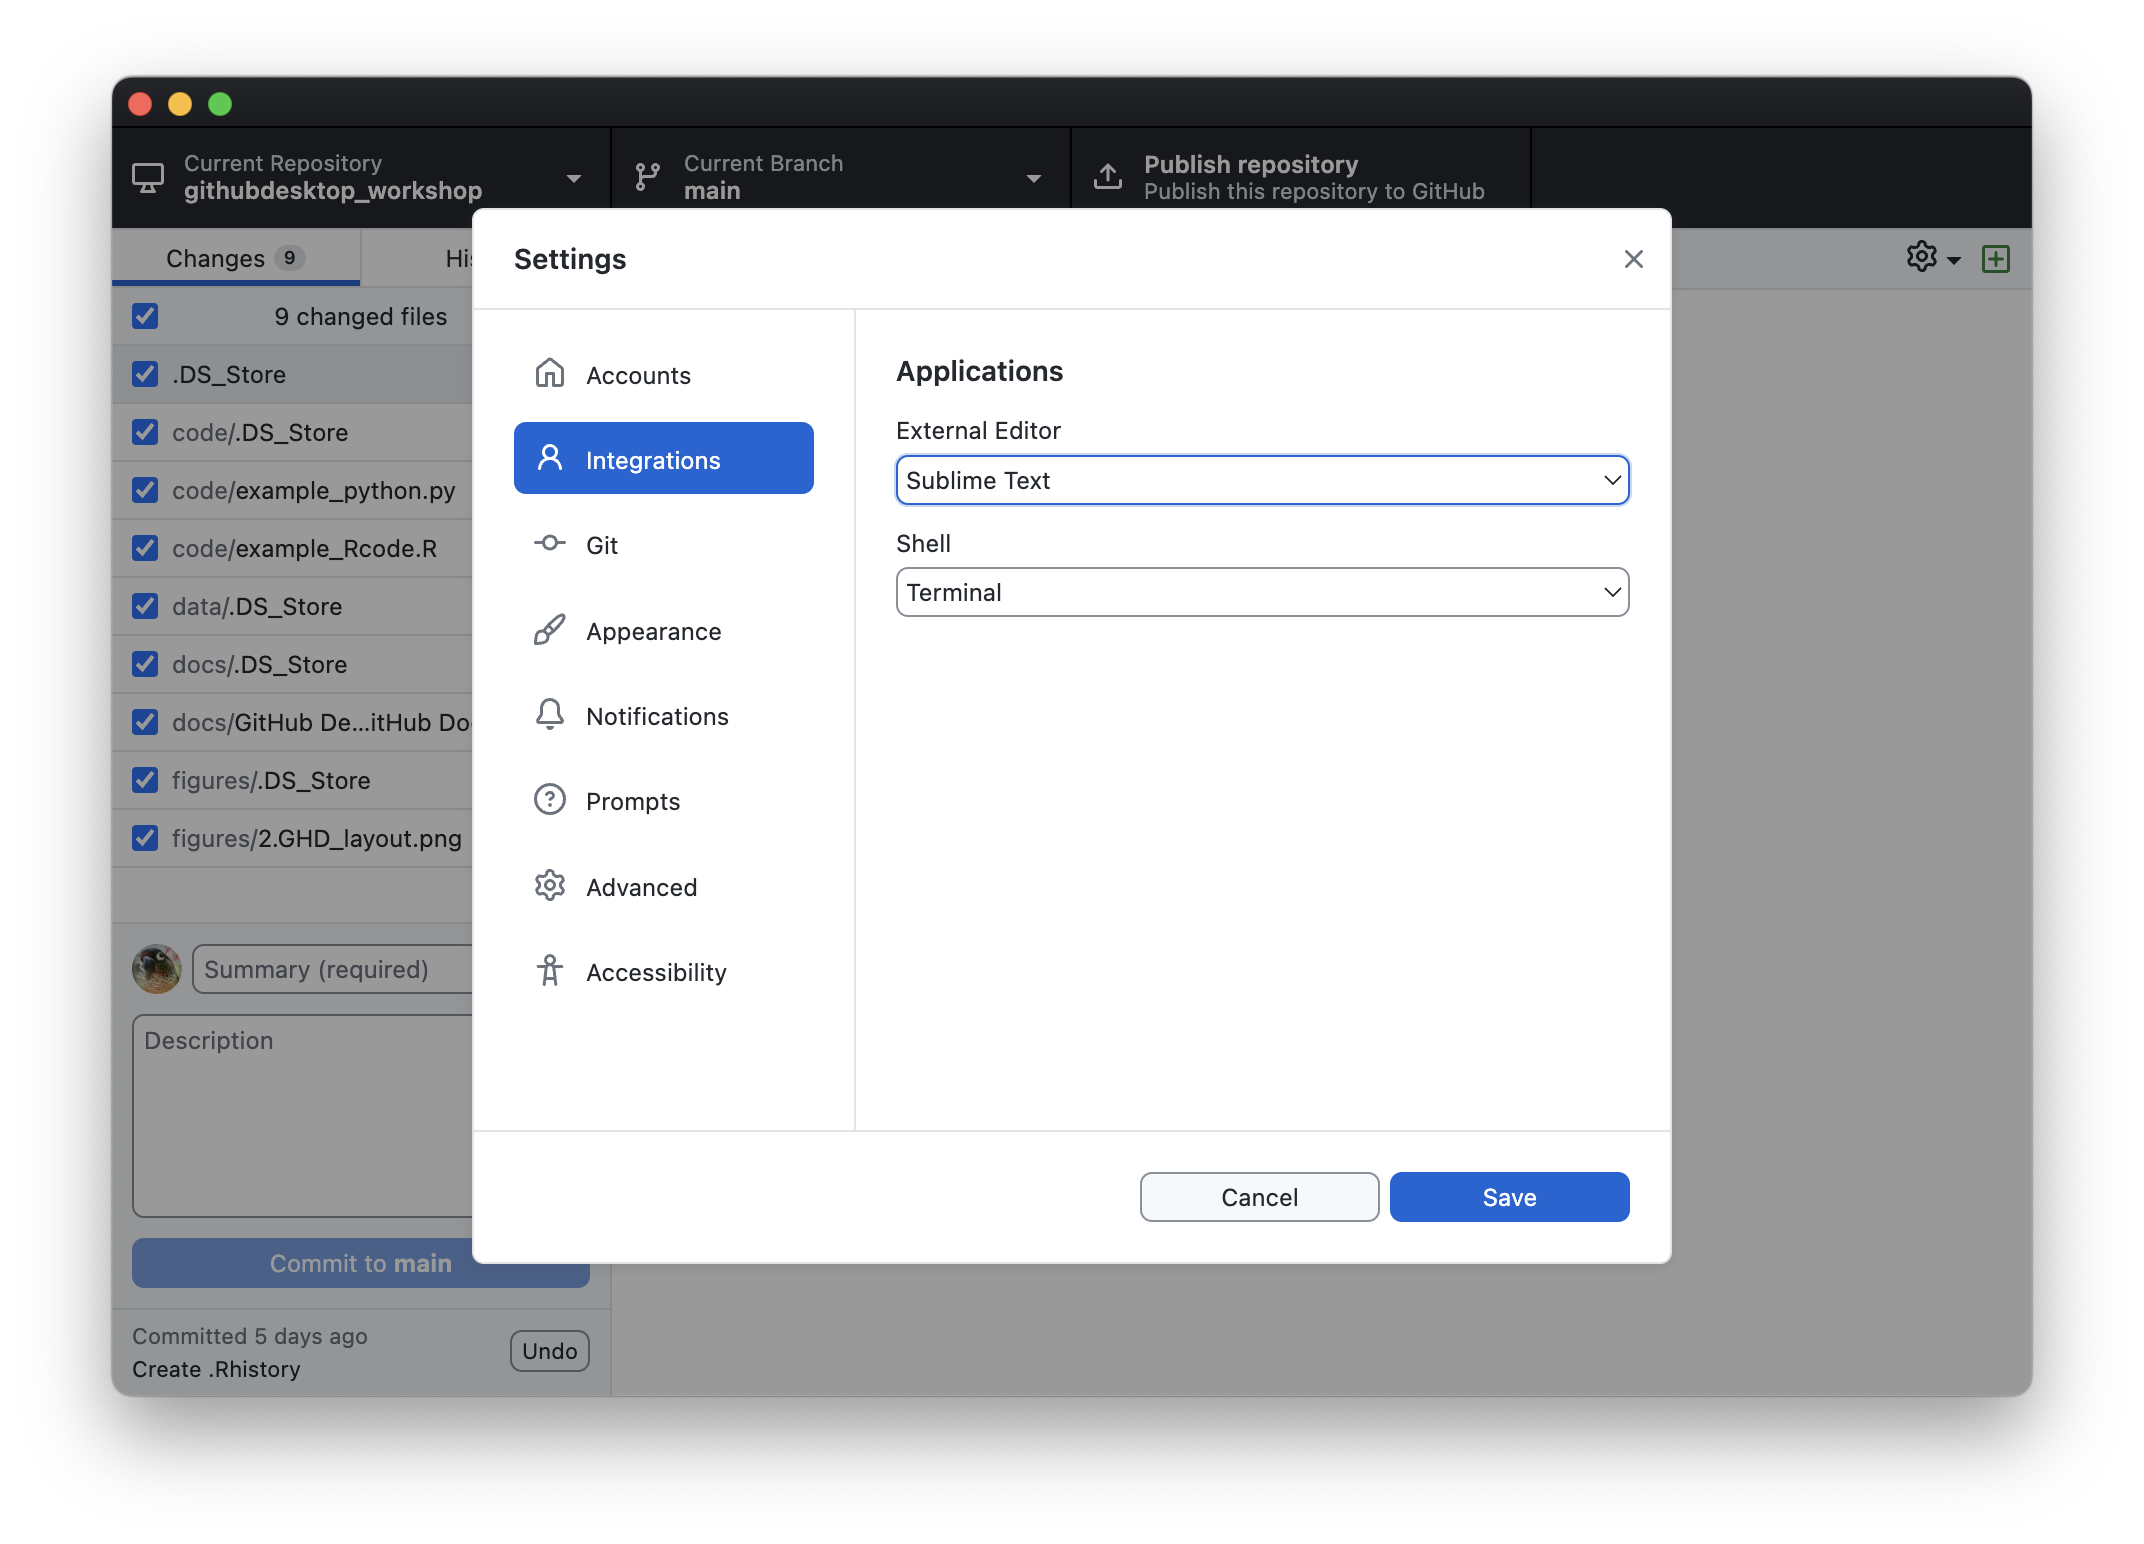 Current Repository
githubdesktop_workshop
Current Branch
main
Publish repository
Publish this repository to GitHub
Changes 9
His
9 changed files
.DS_Store
code/.DS_Store
code/example_python.py
code/example_Rcode.R
data/.DS_Store
docs/.DS_Store
docs/GitHub De...itHub Do
figures/.DS_Store
figures/2.GHD_layout.png
Summary (required)
Description
Commit to main
Committed 5 days ago
Create .Rhistory
Undo
Settings
Accounts
Integrations
Git
Appearance
Notifications
Prompts
Advanced
Accessibility
Applications
External Editor
Sublime Text
Shell
Terminal
Cancel
Save